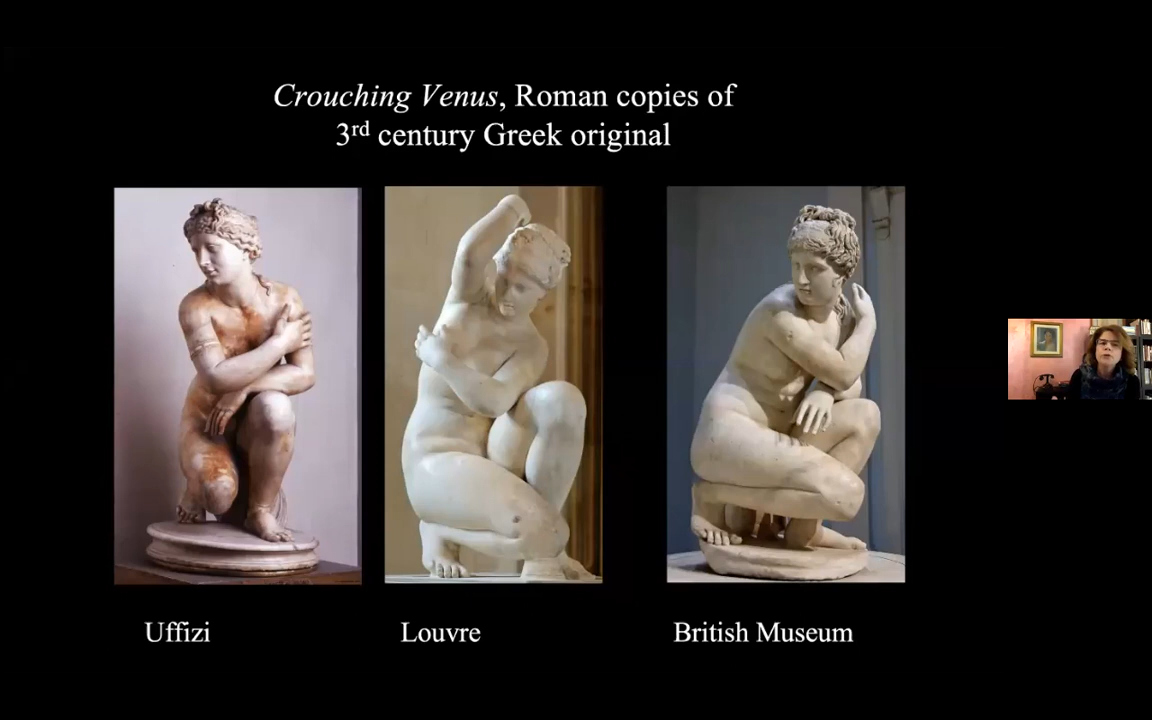 Crouching Venus, Roman copies of
3rd century Greek original
Uffizi
Louvre
British Museum